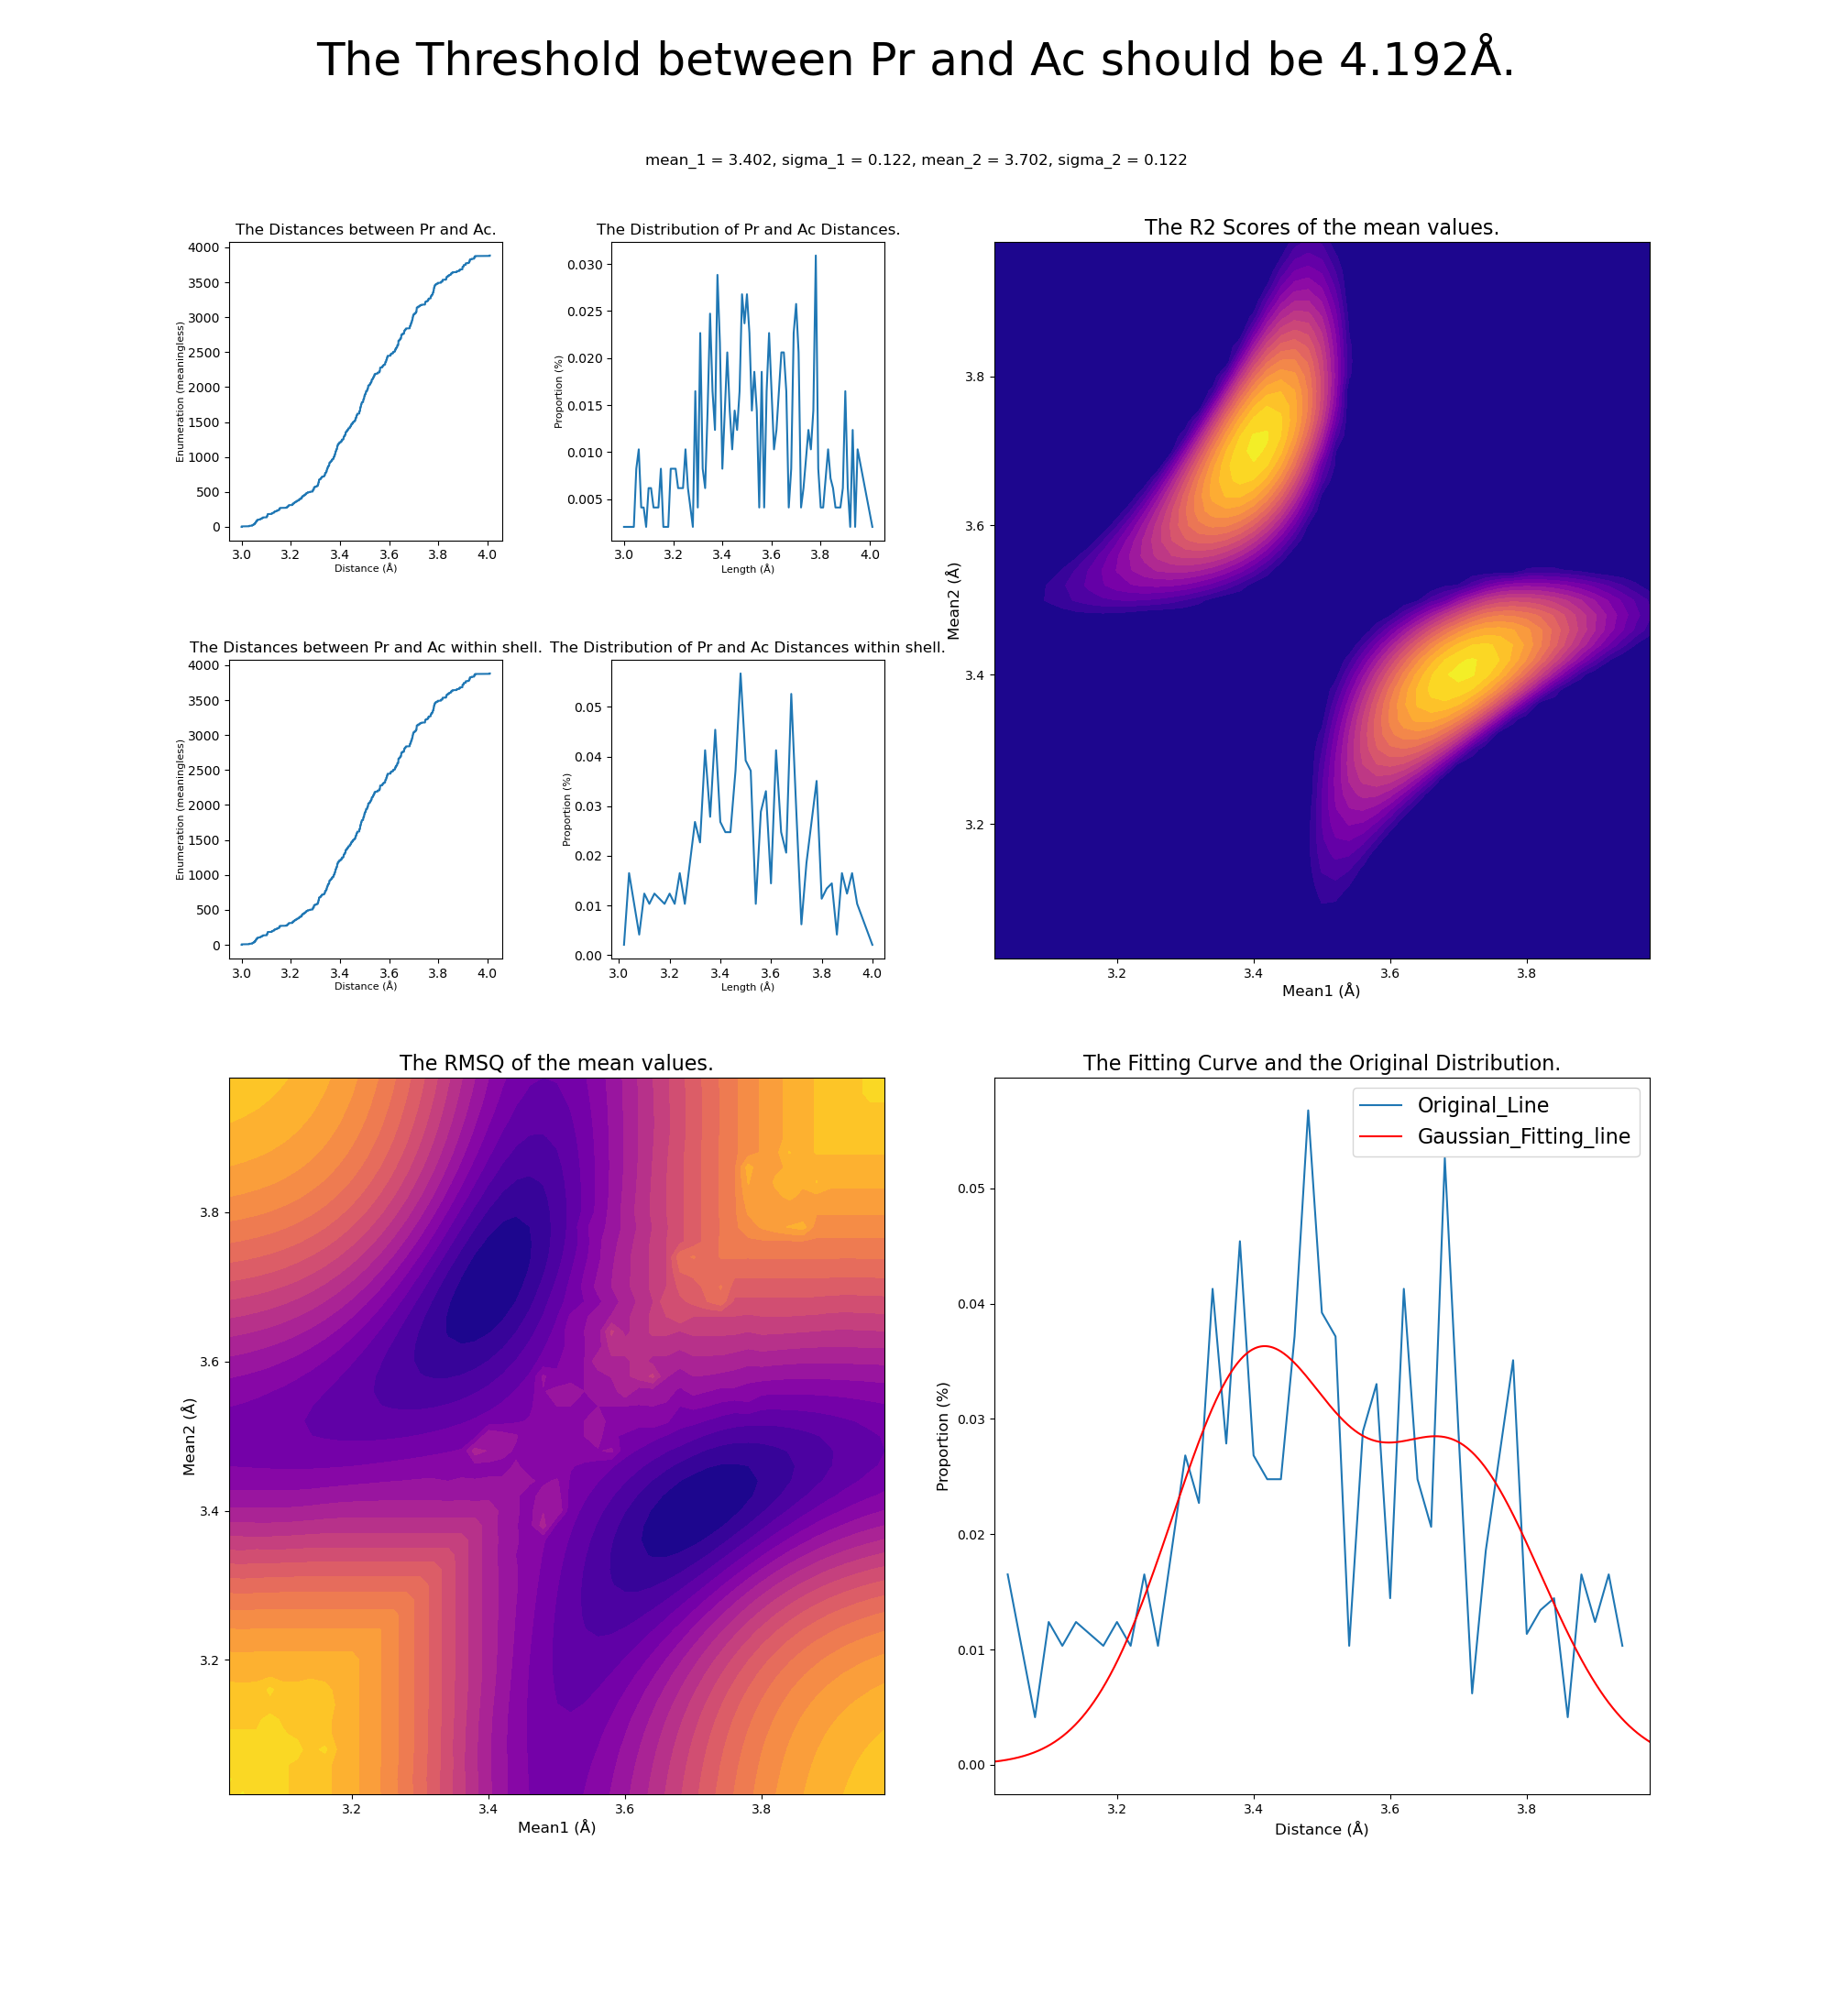 The Threshold between Pr and Ac should be 4.192Å.
mean_1 = 3.402, sigma_1 = 0.122, mean_2 = 3.702, sigma_2 = 0.122
The Distances between Pr and Ac.
4000
3500
3000
2500
2000
1500
1000
500
0
Enumeration (meaningless)
3.0 3.2 3.4 3.6 3.8 4.0
Distance (Å)
The Distribution of Pr and Ac Distances.
0.030
0.025
0.020
0.015
0.010
0.005
Proportion (%)
3.0 3.2 3.4 3.6 3.8 4.0
Length (Å)
The R2 Scores of the mean values.
3.8
3.6
3.4
3.2
Mean2 (Å)
3.2 3.4 3.6 3.8
Mean1 (Å)
The Distances between Pr and Ac within shell.
4000
3500
3000
2500
2000
1500
1000
500
0
Enumeration (meaningless)
3.0 3.2 3.4 3.6 3.8 4.0
Distance (Å)
The Distribution of Pr and Ac Distances within shell.
0.05
0.04
0.03
0.02
0.01
0.00
Proportion (%)
3.0 3.2 3.4 3.6 3.8 4.0
Length (Å)
The RMSQ of the mean values.
3.8
3.6
3.4
3.2
Mean2 (Å)
3.2 3.4 3.6 3.8
Mean1 (Å)
The Fitting Curve and the Original Distribution.
Original_Line
Gaussian_Fitting_line
0.05
0.04
0.03
0.02
0.01
0.00
Proportion (%)
3.2 3.4 3.6 3.8
Distance (Å)